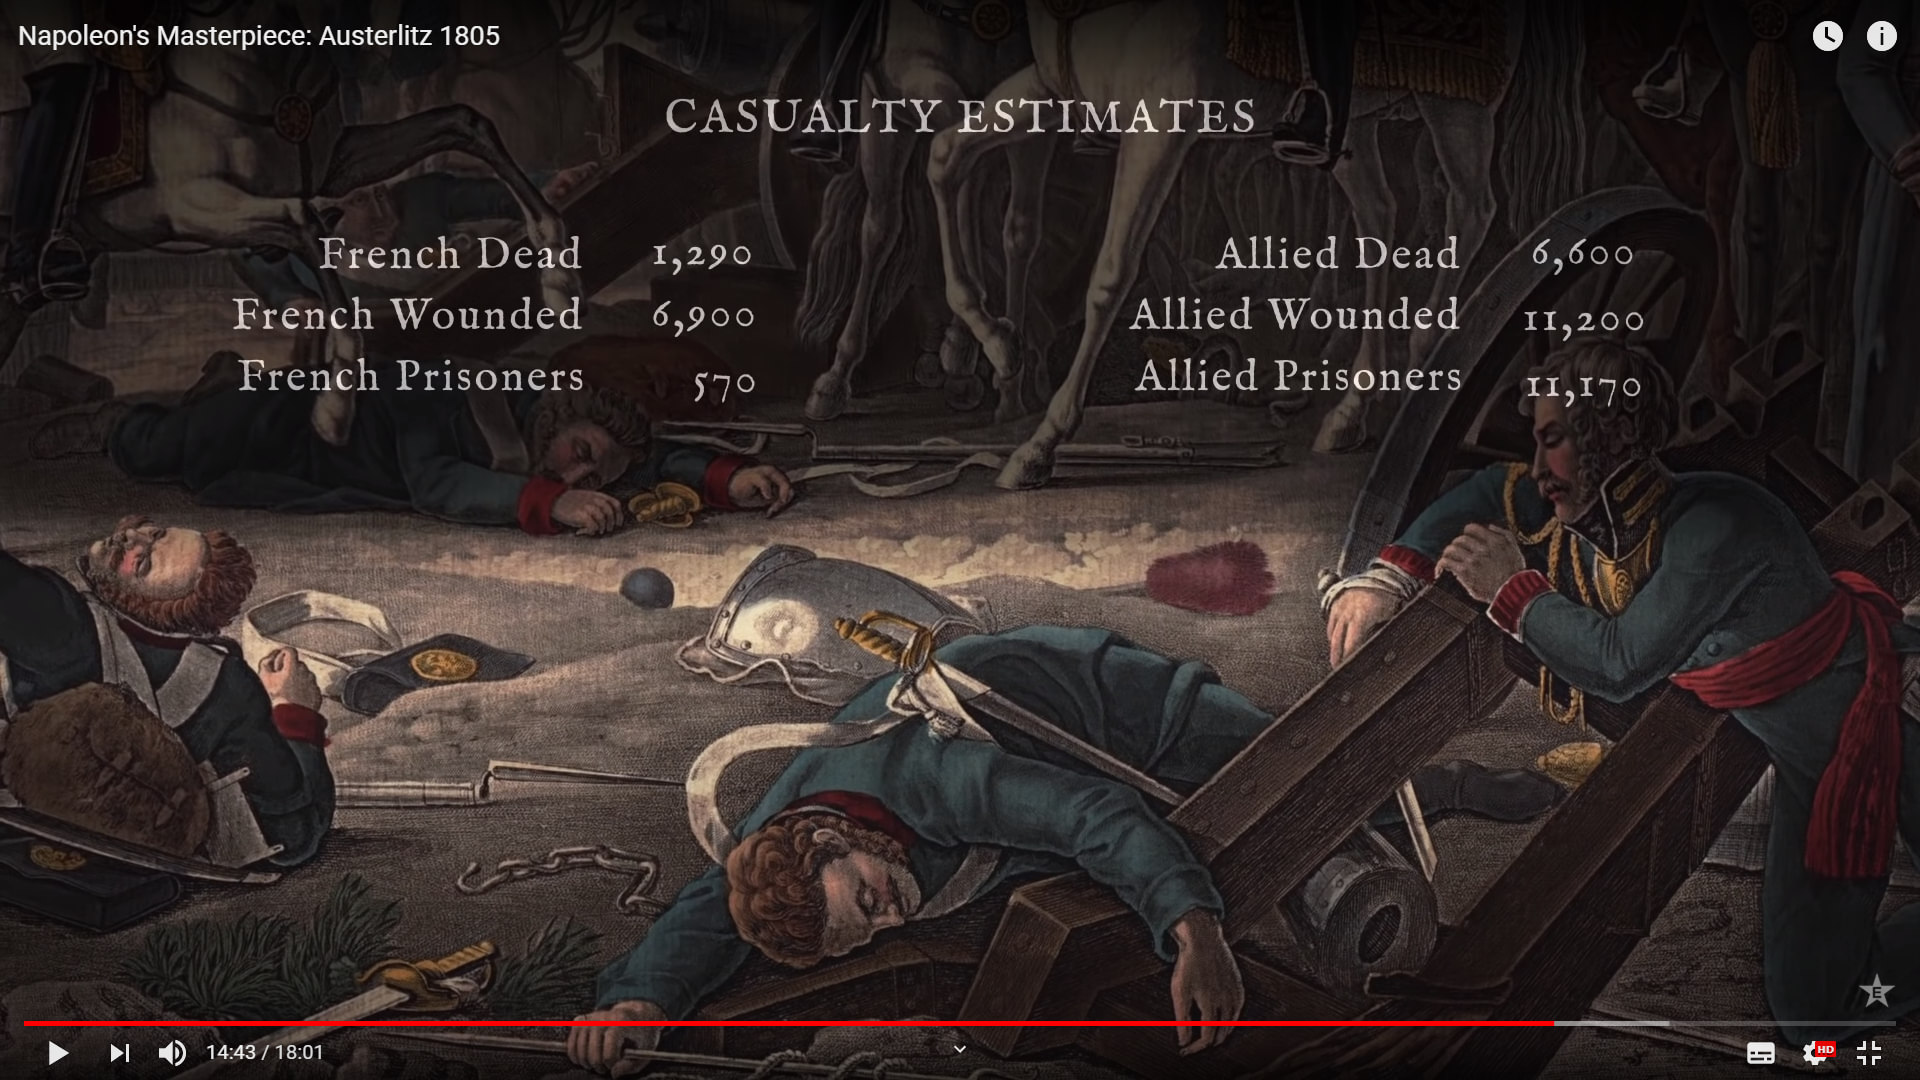 Napoleon's Masterpiece: Austerlitz 1805
CASUALTY ESTIMATES
French Dead 1,290
French Wounded 6,900
French Prisoners 570
Allied Dead 6,600
Allied Wounded 11,200
Allied Prisoners 11,170
E
14:43 / 18:01
HD